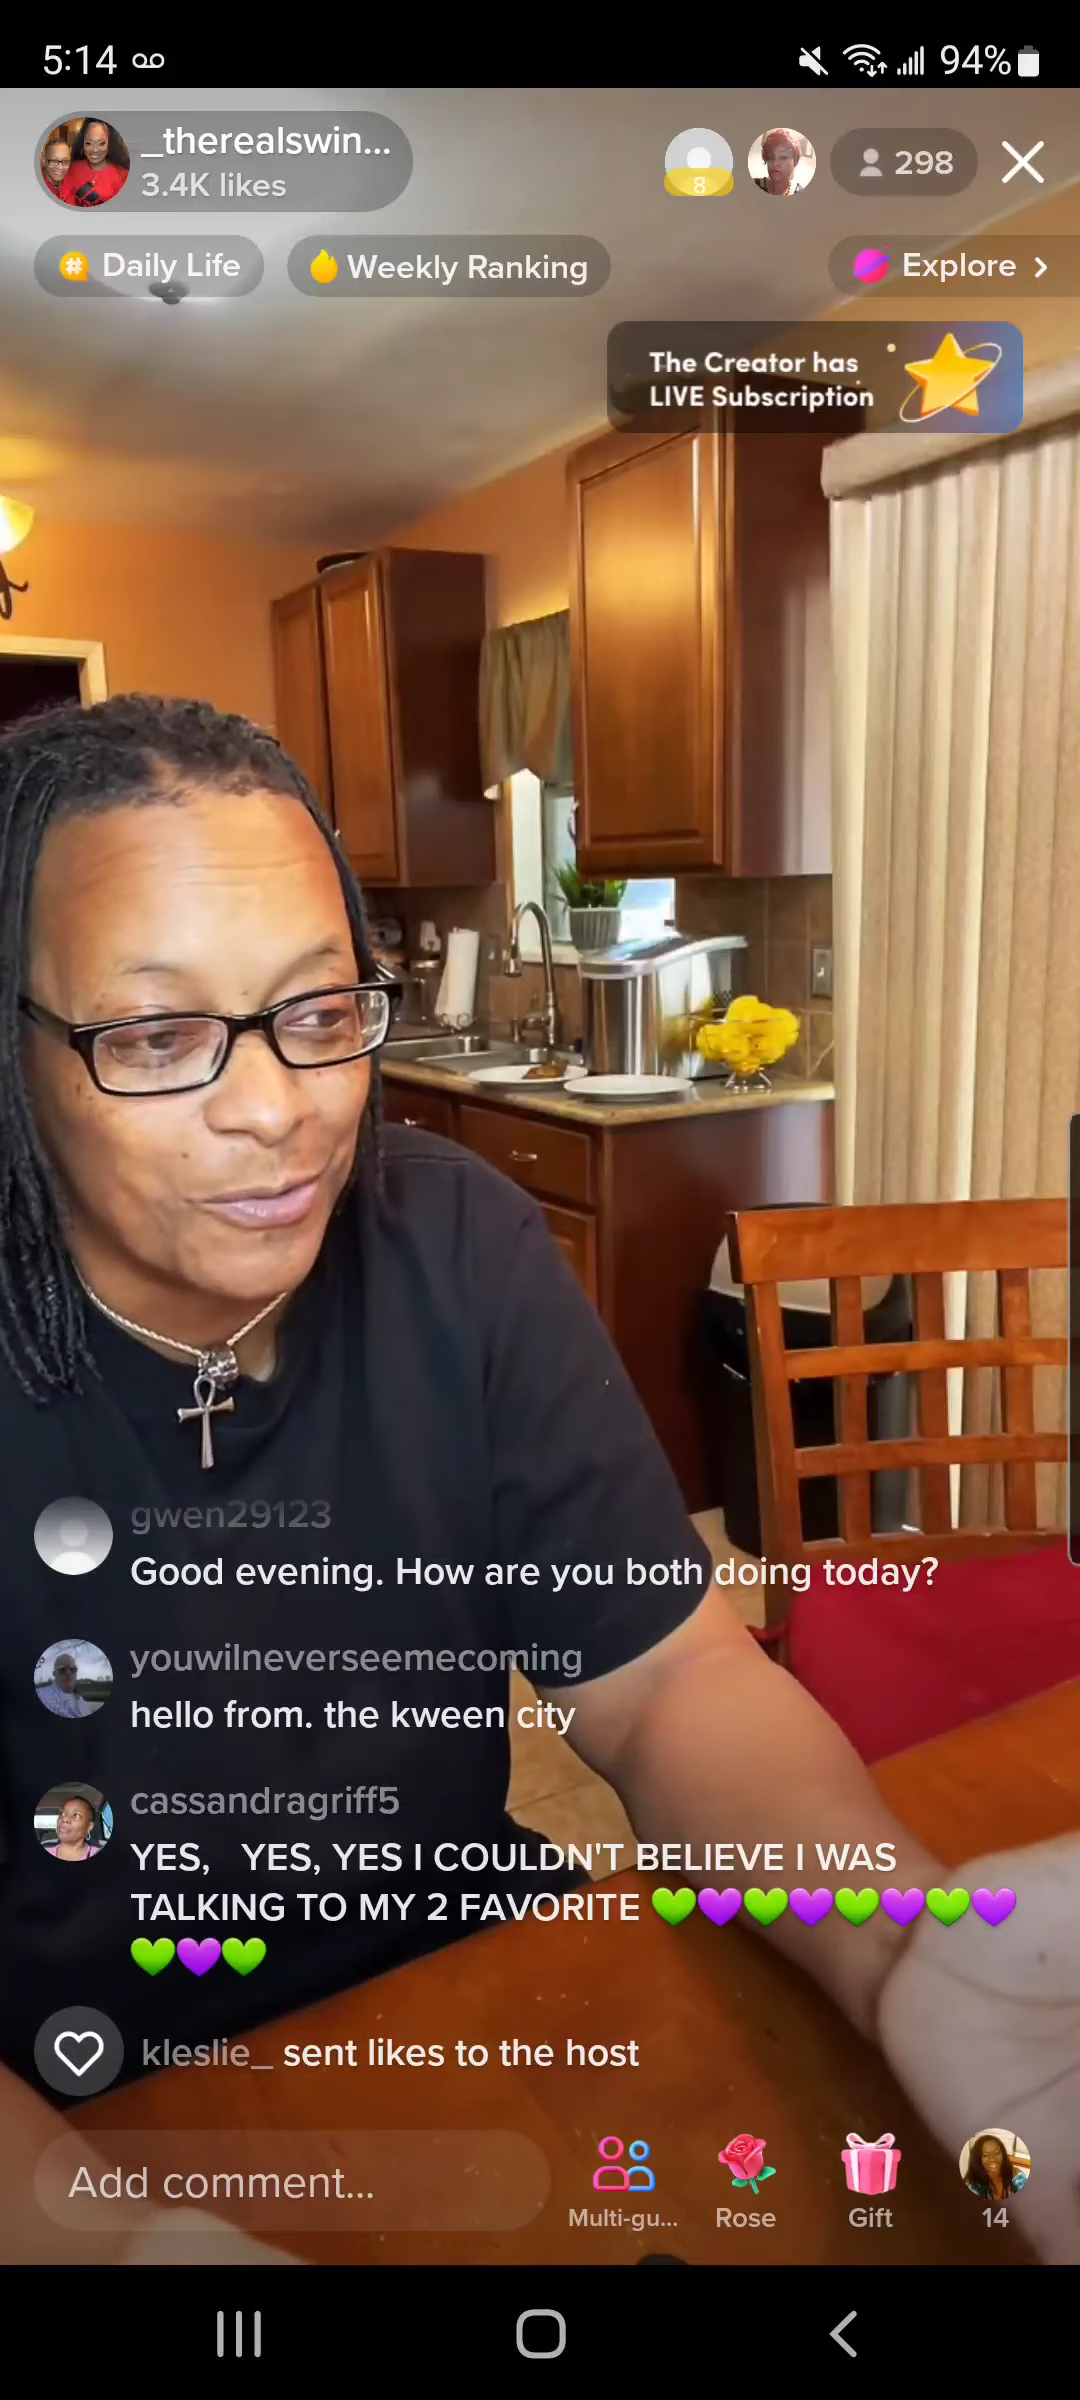 5:14
94%
_therealswin...
3.4K likes
8
298
Daily Life
Weekly Ranking
Explore >
The Creator has
LIVE Subscription
gwen29123
Good evening. How are you both doing today?
youwilneverseemecoming
hello from. the kween city
cassandragriff5
YES, YES, YES I COULDN'T BELIEVE I WAS
TALKING TO MY 2 FAVORITE 💚💜💚💜💚💜💚💜
💚💜💚
kleslie_ sent likes to the host
Add comment...
Multi-gu...
Rose
Gift
14